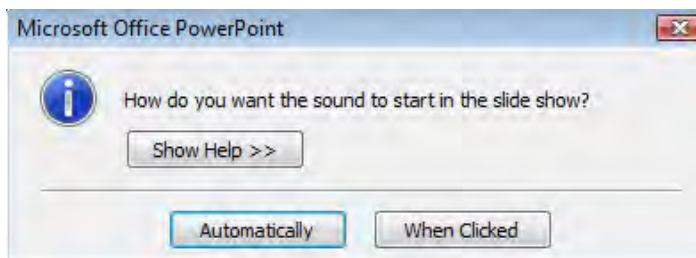 Microsoft Office PowerPoint
How do you want the sound to start in the slide show?
Show Help >>
Automatically When Clicked